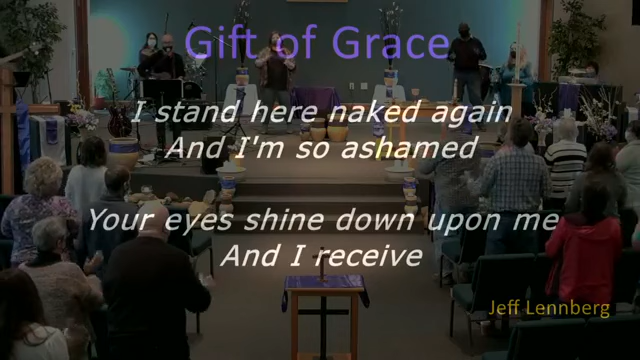 Gift of Grace
I stand here naked again
And I'm so ashamed
Your eyes shine down upon me
And I receive
Jeff Lennberg